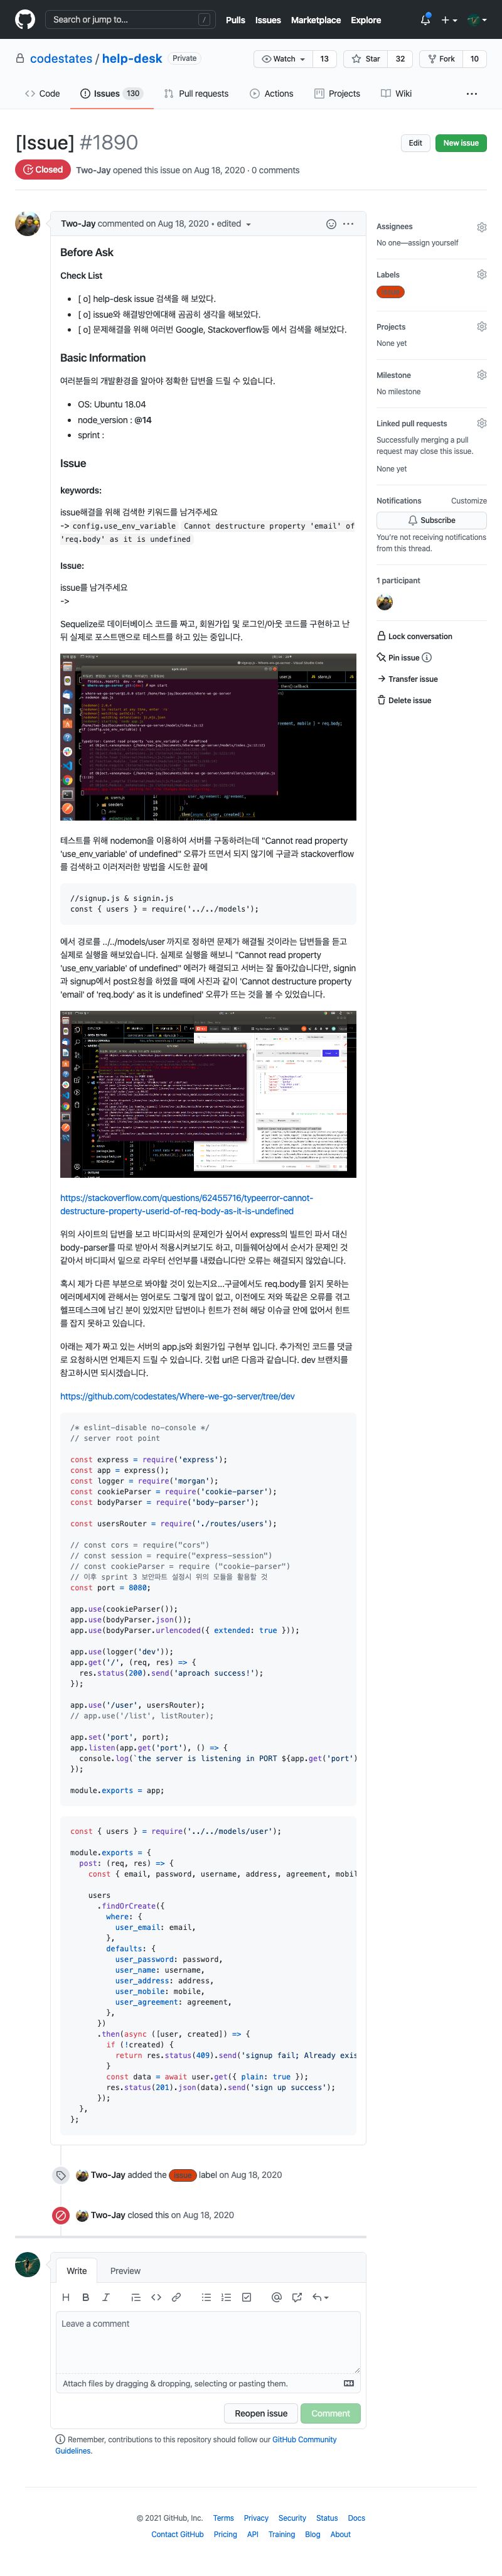 Search or jump to...
/
Pulls Issues Marketplace Explore
codestates / help-desk Private
Watch 13 Star 32 Fork 10
Code Issues 130 Pull requests Actions Projects Wiki
[Issue] #1890
Edit New issue
Closed Two-Jay opened this issue on Aug 18, 2020 · 0 comments
Two-Jay commented on Aug 18, 2020 • edited
Before Ask
Check List
[ o] help-desk issue 검색을 해 보았다.
[ o] issue와 해결방안에대해 곰곰히 생각을 해보았다.
[ o] 문제해결을 위해 여러번 Google, Stackoverflow등 에서 검색을 해보았다.
Basic Information
여러분들의 개발환경을 알아야 정확한 답변을 드릴 수 있습니다.
OS: Ubuntu 18.04
node_version : @14
sprint :
Issue
keywords:
issue해결을 위해 검색한 키워드를 남겨주세요
-> config.use_env_variable Cannot destructure property 'email' of
'req.body' as it is undefined
Issue:
issue를 남겨주세요
->
Sequelize로 데이터베이스 코드를 짜고, 회원가입 및 로그인/아웃 코드를 구현하고 난
뒤 실제로 포스트맨으로 테스트를 하고 있는 중입니다.
테스트를 위해 nodemon을 이용하여 서버를 구동하려는데 "Cannot read property
'use_env_variable' of undefined" 오류가 뜨면서 되지 않기에 구글과 stackoverflow
를 검색하고 이러저러한 방법을 시도한 끝에
//signup.js & signin.js
const { users } = require('../../models');
에서 경로를 ../../models/user 까지로 정하면 문제가 해결될 것이라는 답변들을 듣고
실제로 실행을 해보았습니다. 실제로 실행을 해보니 "Cannot read property
'use_env_variable' of undefined" 에러가 해결되고 서버는 잘 돌아갔습니다만, signin
과 signup에서 post요청을 하였을 때에 사진과 같이 'Cannot destructure property
'email' of 'req.body' as it is undefined' 오류가 뜨는 것을 볼 수 있었습니다.
https://stackoverflow.com/questions/62455716/typeerror-cannot-
destructure-property-userid-of-req-body-as-it-is-undefined
위의 사이트의 답변을 보고 바디파서의 문제인가 싶어서 express의 빌트인 파서 대신
body-parser를 따로 받아서 적용시켜보기도 하고, 미들웨어상에서 순서가 문제인 것
같아서 바디파서 밑으로 라우터 선언부를 내렸습니다만 오류는 해결되지 않았습니다.
혹시 제가 다른 부분으로 봐야할 것이 있는지요...구글에서도 req.body를 읽지 못하는
에러메세지에 관해서는 영어로도 그렇게 많이 없고, 이전에도 저와 똑같은 오류를 겪고
헬프데스크에 남긴 분이 있었지만 답변이나 힌트가 전혀 해당 이슈글 안에 없어서 힌트
를 잡지 못하고 있습니다.
아래는 제가 짜고 있는 서버의 app.js와 회원가입 구현부 입니다. 추가적인 코드를 댓글
로 요청하시면 언제든지 드릴 수 있습니다. 깃헙 url은 다음과 같습니다. dev 브랜치를
참고하시면 되시겠습니다.
https://github.com/codestates/Where-we-go-server/tree/dev
/* eslint-disable no-console */
// server root point
const express = require('express');
const app = express();
const logger = require('morgan');
const cookieParser = require('cookie-parser');
const bodyParser = require('body-parser');
const usersRouter = require('./routes/users');
// const cors = require("cors")
// const session = require("express-session")
// const cookieParser = require ("cookie-parser")
// 이후 sprint 3 보안파트 설정시 위의 모듈을 활용할 것
const port = 8080;
app.use(cookieParser());
app.use(bodyParser.json());
app.use(bodyParser.urlencoded({ extended: true }));
app.use(logger('dev'));
app.get('/', (req, res) => {
res.status(200).send('aproach success!');
});
app.use('/user', usersRouter);
// app.use('/list', listRouter);
app.set('port', port);
app.listen(app.get('port'), () => {
console.log(`the server is listening in PORT ${app.get('port')
});
module.exports = app;
const { users } = require('../../models/user');
module.exports = {
post: (req, res) => {
const { email, password, username, address, agreement, mobil
users
.findOrCreate({
where: {
user_email: email,
},
defaults: {
user_password: password,
user_name: username,
user_address: address,
user_mobile: mobile,
user_agreement: agreement,
},
})
.then(async ([user, created]) => {
if (!created) {
return res.status(409).send('signup fail; Already exis
}
const data = await user.get({ plain: true });
res.status(201).json(data).send('sign up success');
});
},
};
Two-Jay added the issue label on Aug 18, 2020
Two-Jay closed this on Aug 18, 2020
Write Preview
Leave a comment
Attach files by dragging & dropping, selecting or pasting them.
Reopen issue Comment
Remember, contributions to this repository should follow our GitHub Community
Guidelines.
Assignees
No one—assign yourself
Labels
Projects
None yet
Milestone
No milestone
Linked pull requests
Successfully merging a pull
request may close this issue.
None yet
Notifications Customize
Subscribe
You're not receiving notifications
from this thread.
1 participant
Lock conversation
Pin issue
Transfer issue
Delete issue
© 2021 GitHub, Inc. Terms Privacy Security Status Docs
Contact GitHub Pricing API Training Blog About